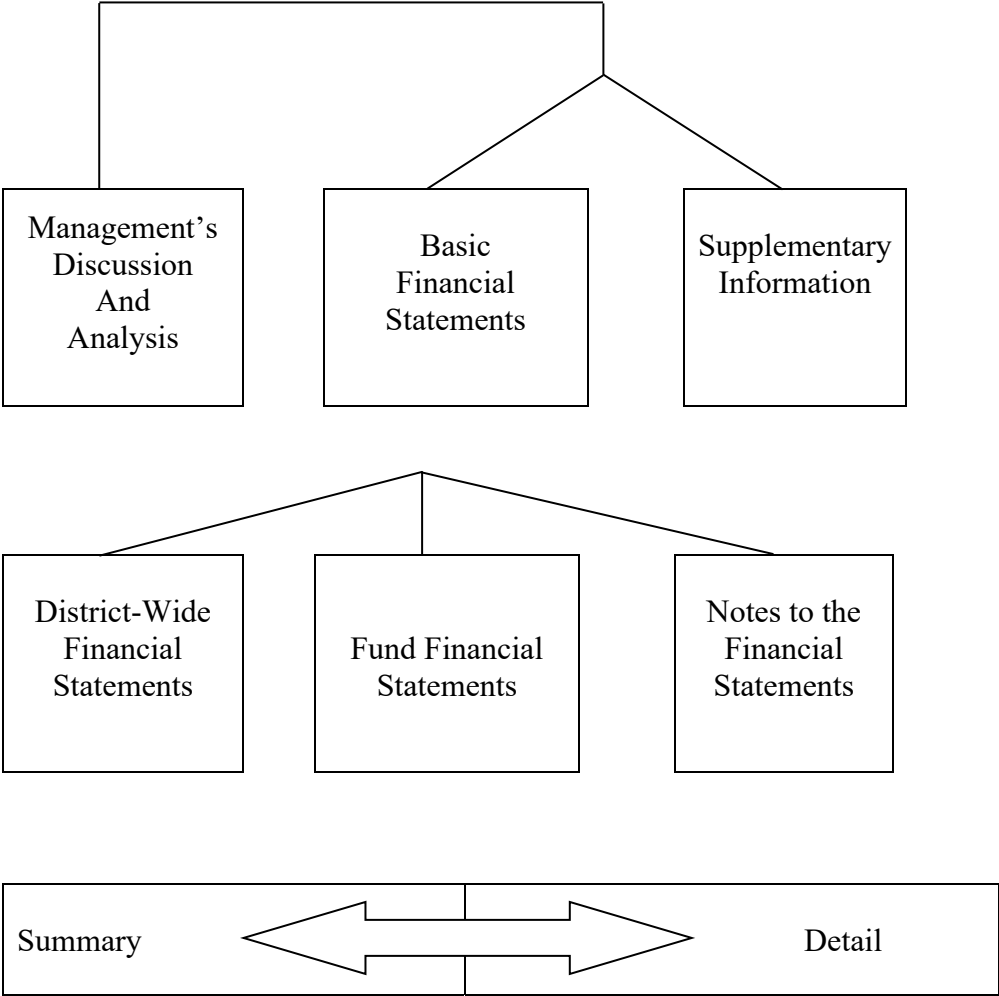 Management’s
Discussion
And
Analysis
Basic
Financial
Statements
Supplementary
Information
District-Wide
Financial
Statements
Fund Financial
Statements
Notes to the
Financial
Statements
Summary
Detail